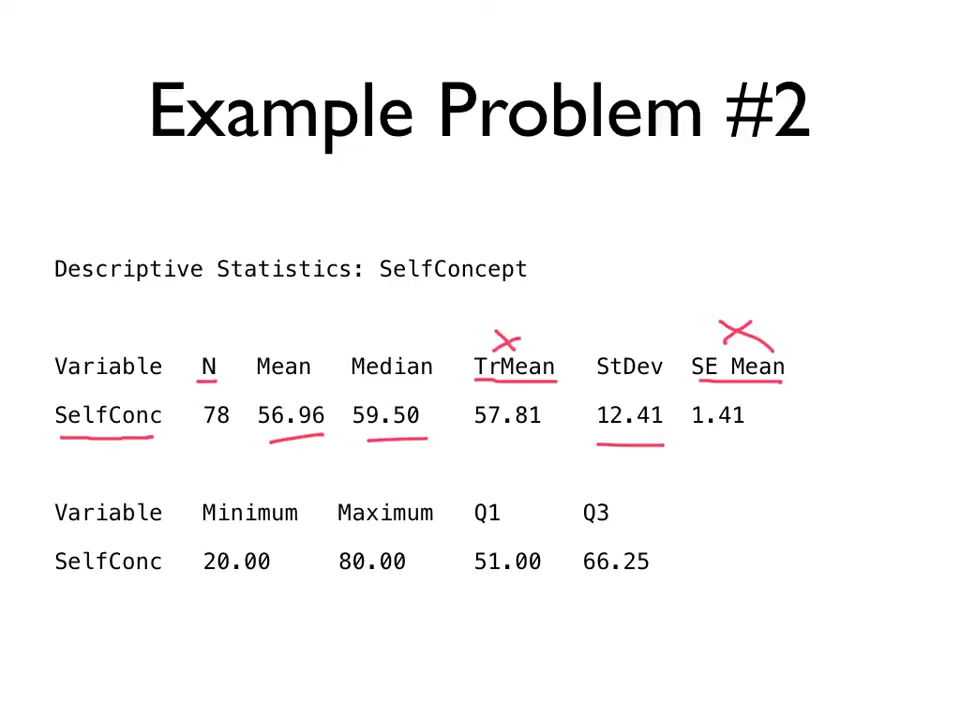 Example Problem #2
Descriptive Statistics: SelfConcept
Variable N Mean Median TrMean StDev SE Mean
SelfConc 78 56.96 59.50 57.81 12.41 1.41
Variable Minimum Maximum Q1 Q3
SelfConc 20.00 80.00 51.00 66.25